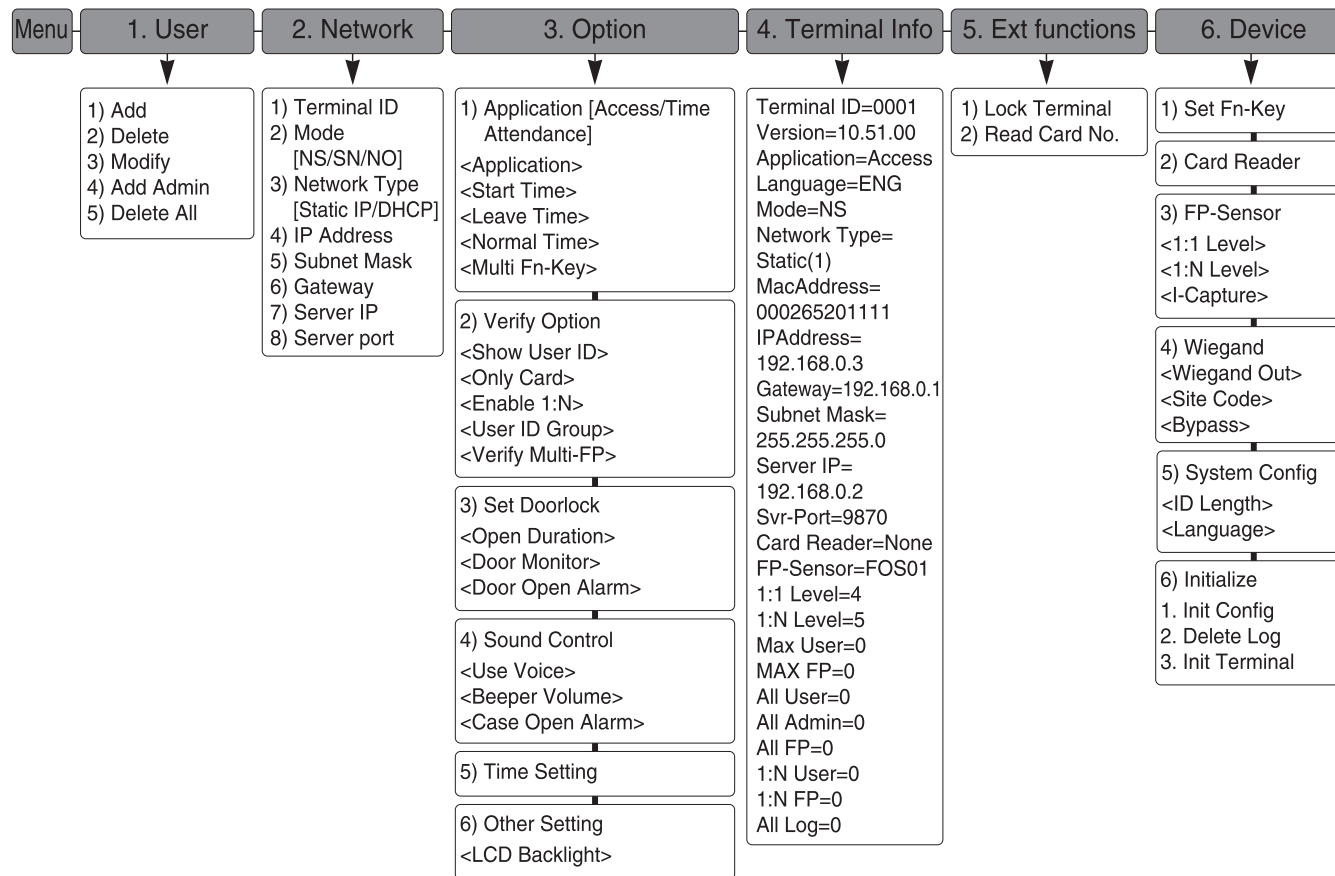 Menu
1. User
2. Network
3. Option
4. Terminal Info
5. Ext functions
6. Device
1) Add
2) Delete
3) Modify
4) Add Admin
5) Delete All
1) Terminal ID
2) Mode
[NS/SN/NO]
3) Network Type
[Static IP/DHCP]
4) IP Address
5) Subnet Mask
6) Gateway
7) Server IP
8) Server port
1) Application [Access/Time
Attendance]
<Application>
<Start Time>
<Leave Time>
<Normal Time>
<Multi Fn-Key>
2) Verify Option
<Show User ID>
<Only Card>
<Enable 1:N>
<User ID Group>
<Verify Multi-FP>
3) Set Doorlock
<Open Duration>
<Door Monitor>
<Door Open Alarm>
4) Sound Control
<Use Voice>
<Beeper Volume>
<Case Open Alarm>
5) Time Setting
6) Other Setting
<LCD Backlight>
Terminal ID=0001
Version=10.51.00
Application=Access
Language=ENG
Mode=NS
Network Type=
Static(1)
MacAddress=
000265201111
IPAddress=
192.168.0.3
Gateway=192.168.0.1
Subnet Mask=
255.255.255.0
Server IP=
192.168.0.2
Svr-Port=9870
Card Reader=None
FP-Sensor=FOS01
1:1 Level=4
1:N Level=5
Max User=0
MAX FP=0
All User=0
All Admin=0
All FP=0
1:N User=0
1:N FP=0
All Log=0
1) Lock Terminal
2) Read Card No.
1) Set Fn-Key
2) Card Reader
3) FP-Sensor
<1:1 Level>
<1:N Level>
<I-Capture>
4) Wiegand
<Wiegand Out>
<Site Code>
<Bypass>
5) System Config
<ID Length>
<Language>
6) Initialize
1. Init Config
2. Delete Log
3. Init Terminal